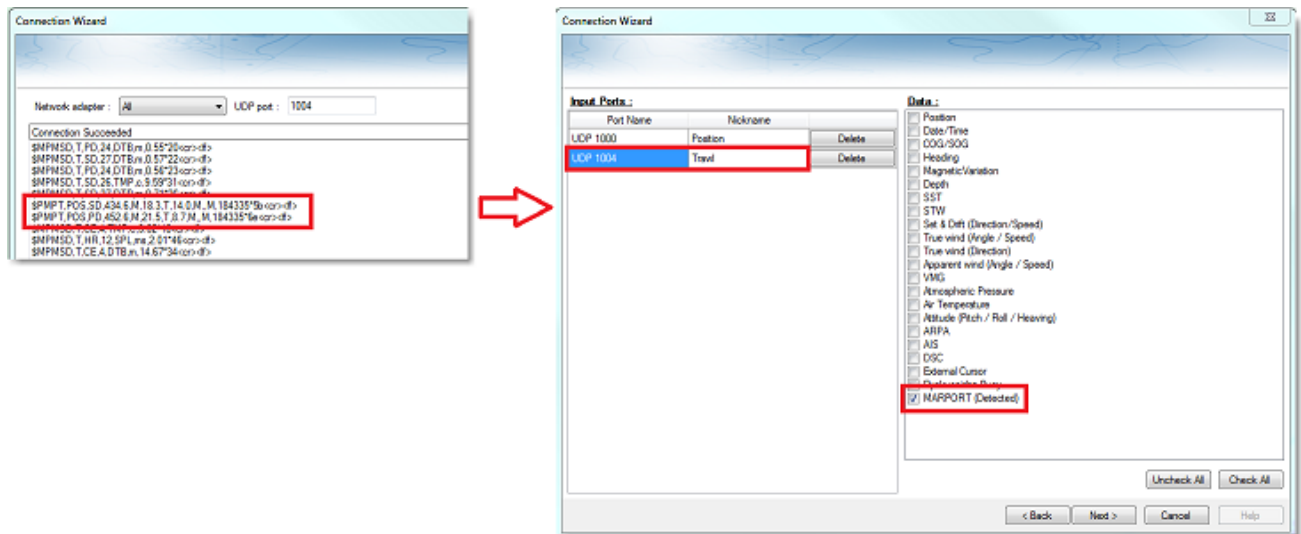 Connection Wizard
Network adapter : All UDP port : 1004
Connection Succeeded
$MPMSD,T,PD,24,DTB,m,0.55*20<cr><lf>
$MPMSD,T,SD,27,DTB,m,0.57*22<cr><lf>
$MPMSD,T,PD,24,DTB,m,0.56*23<cr><lf>
$MPMSD,T,SD,26,TMP,c,9.59*31<cr><lf>
$PMPT,POS,SD,434.6,M,18.3,T,14.0,M,,M,184335*5b<cr><lf>
$PMPT,POS,PD,452.6,M,21.5,T,8.7,M,,M,184335*6e<cr><lf>
$MPMSD,T,HR,12,SPL,ms,2.01*46<cr><lf>
$MPMSD,T,CE,4,DTB,m,14.67*34<cr><lf>
Connection Wizard
Input Ports :
Port Name Nickname
UDP 1000 Position Delete
UDP 1004 Trawl Delete
Data :
Position
Date/Time
COG/SOG
Heading
MagneticVariation
Depth
SST
STW
Set & Drift (Direction/Speed)
True wind (Angle / Speed)
True wind (Direction)
Apparent wind (Angle / Speed)
VMG
Atmospheric Pressure
Air Temperature
Attitude (Pitch / Roll / Heaving)
ARPA
AIS
DSC
External Cursor
MARPORT (Detected)
Uncheck All Check All
< Back Next > Cancel Help